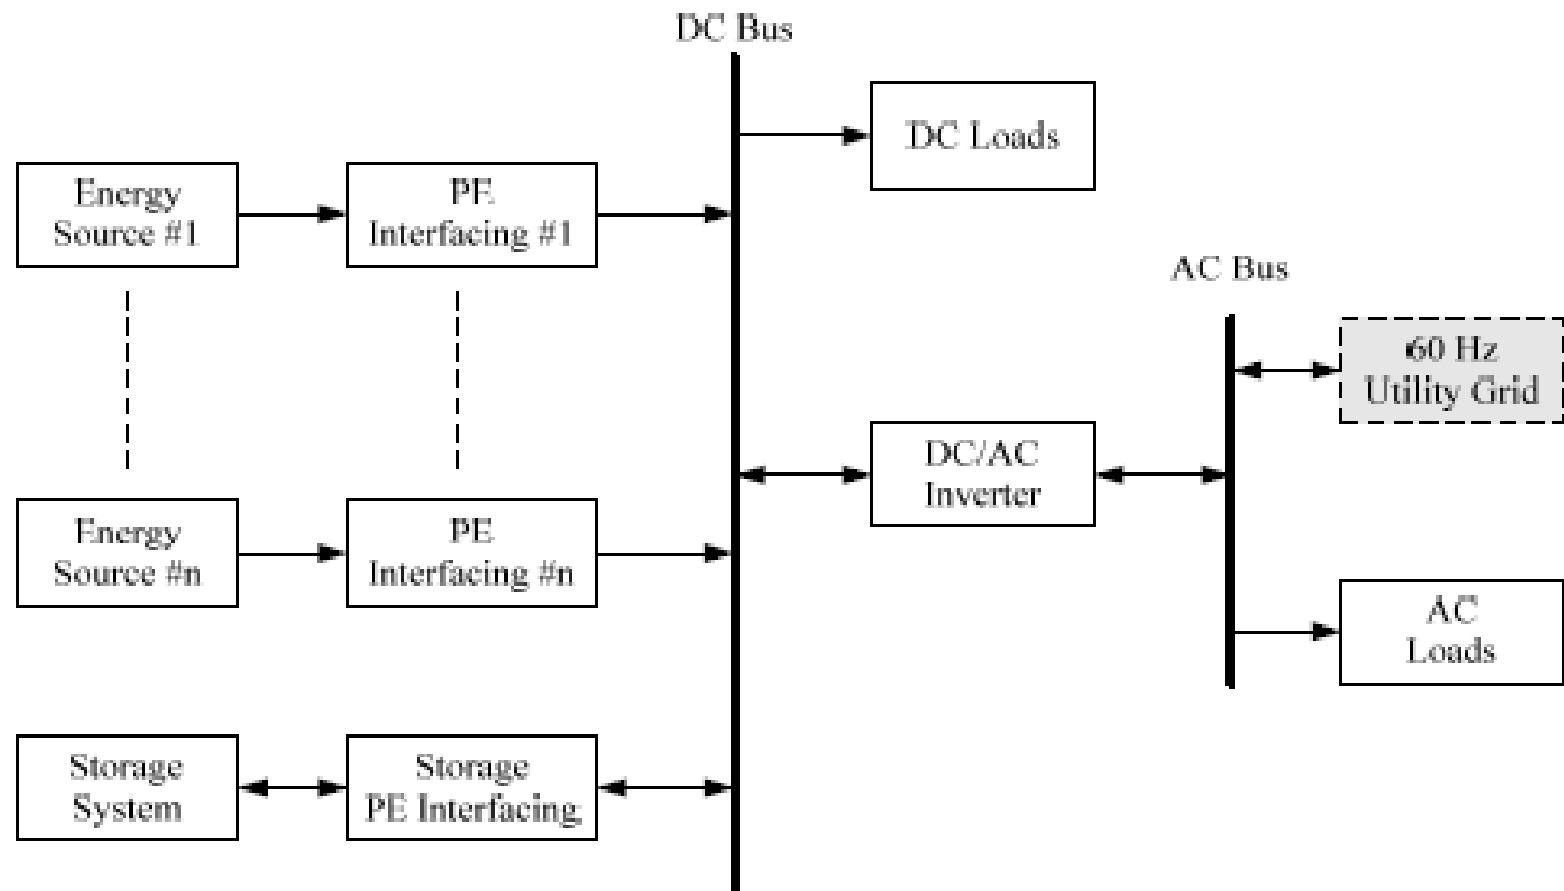 DC Bus
DC Loads
Energy
Source #1
PE
Interfacing #1
AC Bus
60 Hz
Utility Grid
DC/AC
Inverter
Energy
Source #n
PE
Interfacing #n
AC
Loads
Storage
System
Storage
PE Interfacing